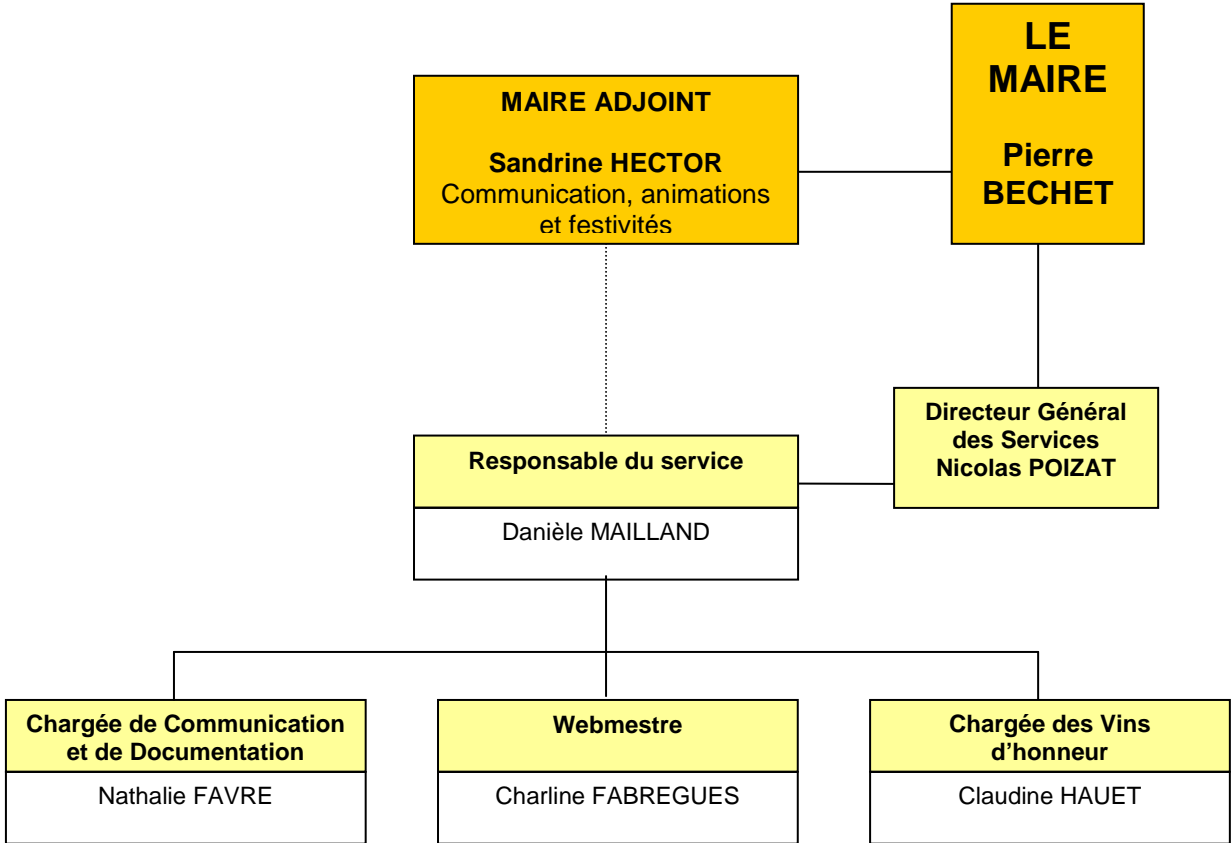 LE
MAIRE
Pierre
BECHET
MAIRE ADJOINT
Sandrine HECTOR
Communication, animations
et festivités
Directeur Général
des Services
Nicolas POIZAT
Responsable du service
Danièle MAILLAND
Chargée de Communication
et de Documentation
Nathalie FAVRE
Webmestre
Charline FABREGUES
Chargée des Vins
d’honneur
Claudine HAUET